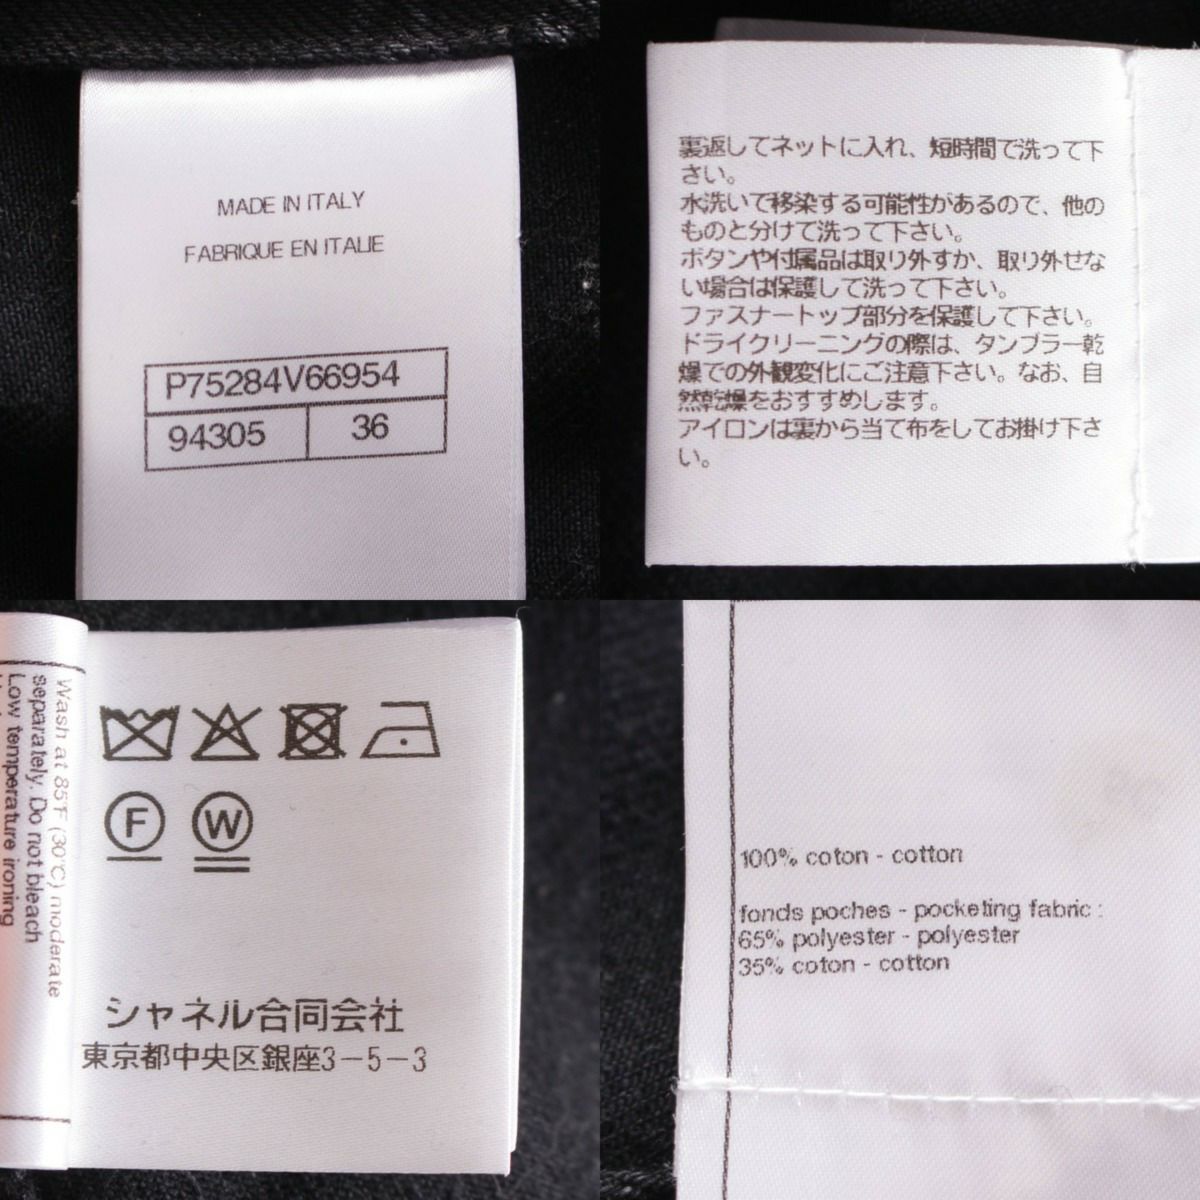 MADE IN ITALY
FABRIQUE EN ITALIE
P75284V66954
94305 36
裏返してネットに入れ、短時間で洗って下
さい。
水洗いで移染する可能性があるので、他の
ものと分けて洗って下さい。
ボタンや付属品は取り外すか、取り外せな
い場合は保護して洗って下さい。
ファスナートップ部分を保護して下さい。
ドライクリーニングの際は、タンブラー乾
燥での外観変化にご注意下さい。なお、自
然乾燥をおすすめします。
アイロンは裏から当て布をしてお掛け下さ
い。
Wash at 85°F (30°C) moderate
separately. Do not bleach
Low temperature ironing
F W
シャネル合同会社
東京都中央区銀座3-5-3
100% coton - cotton
fonds poches - pocketing fabric :
65% polyester - polyester
35% coton - cotton